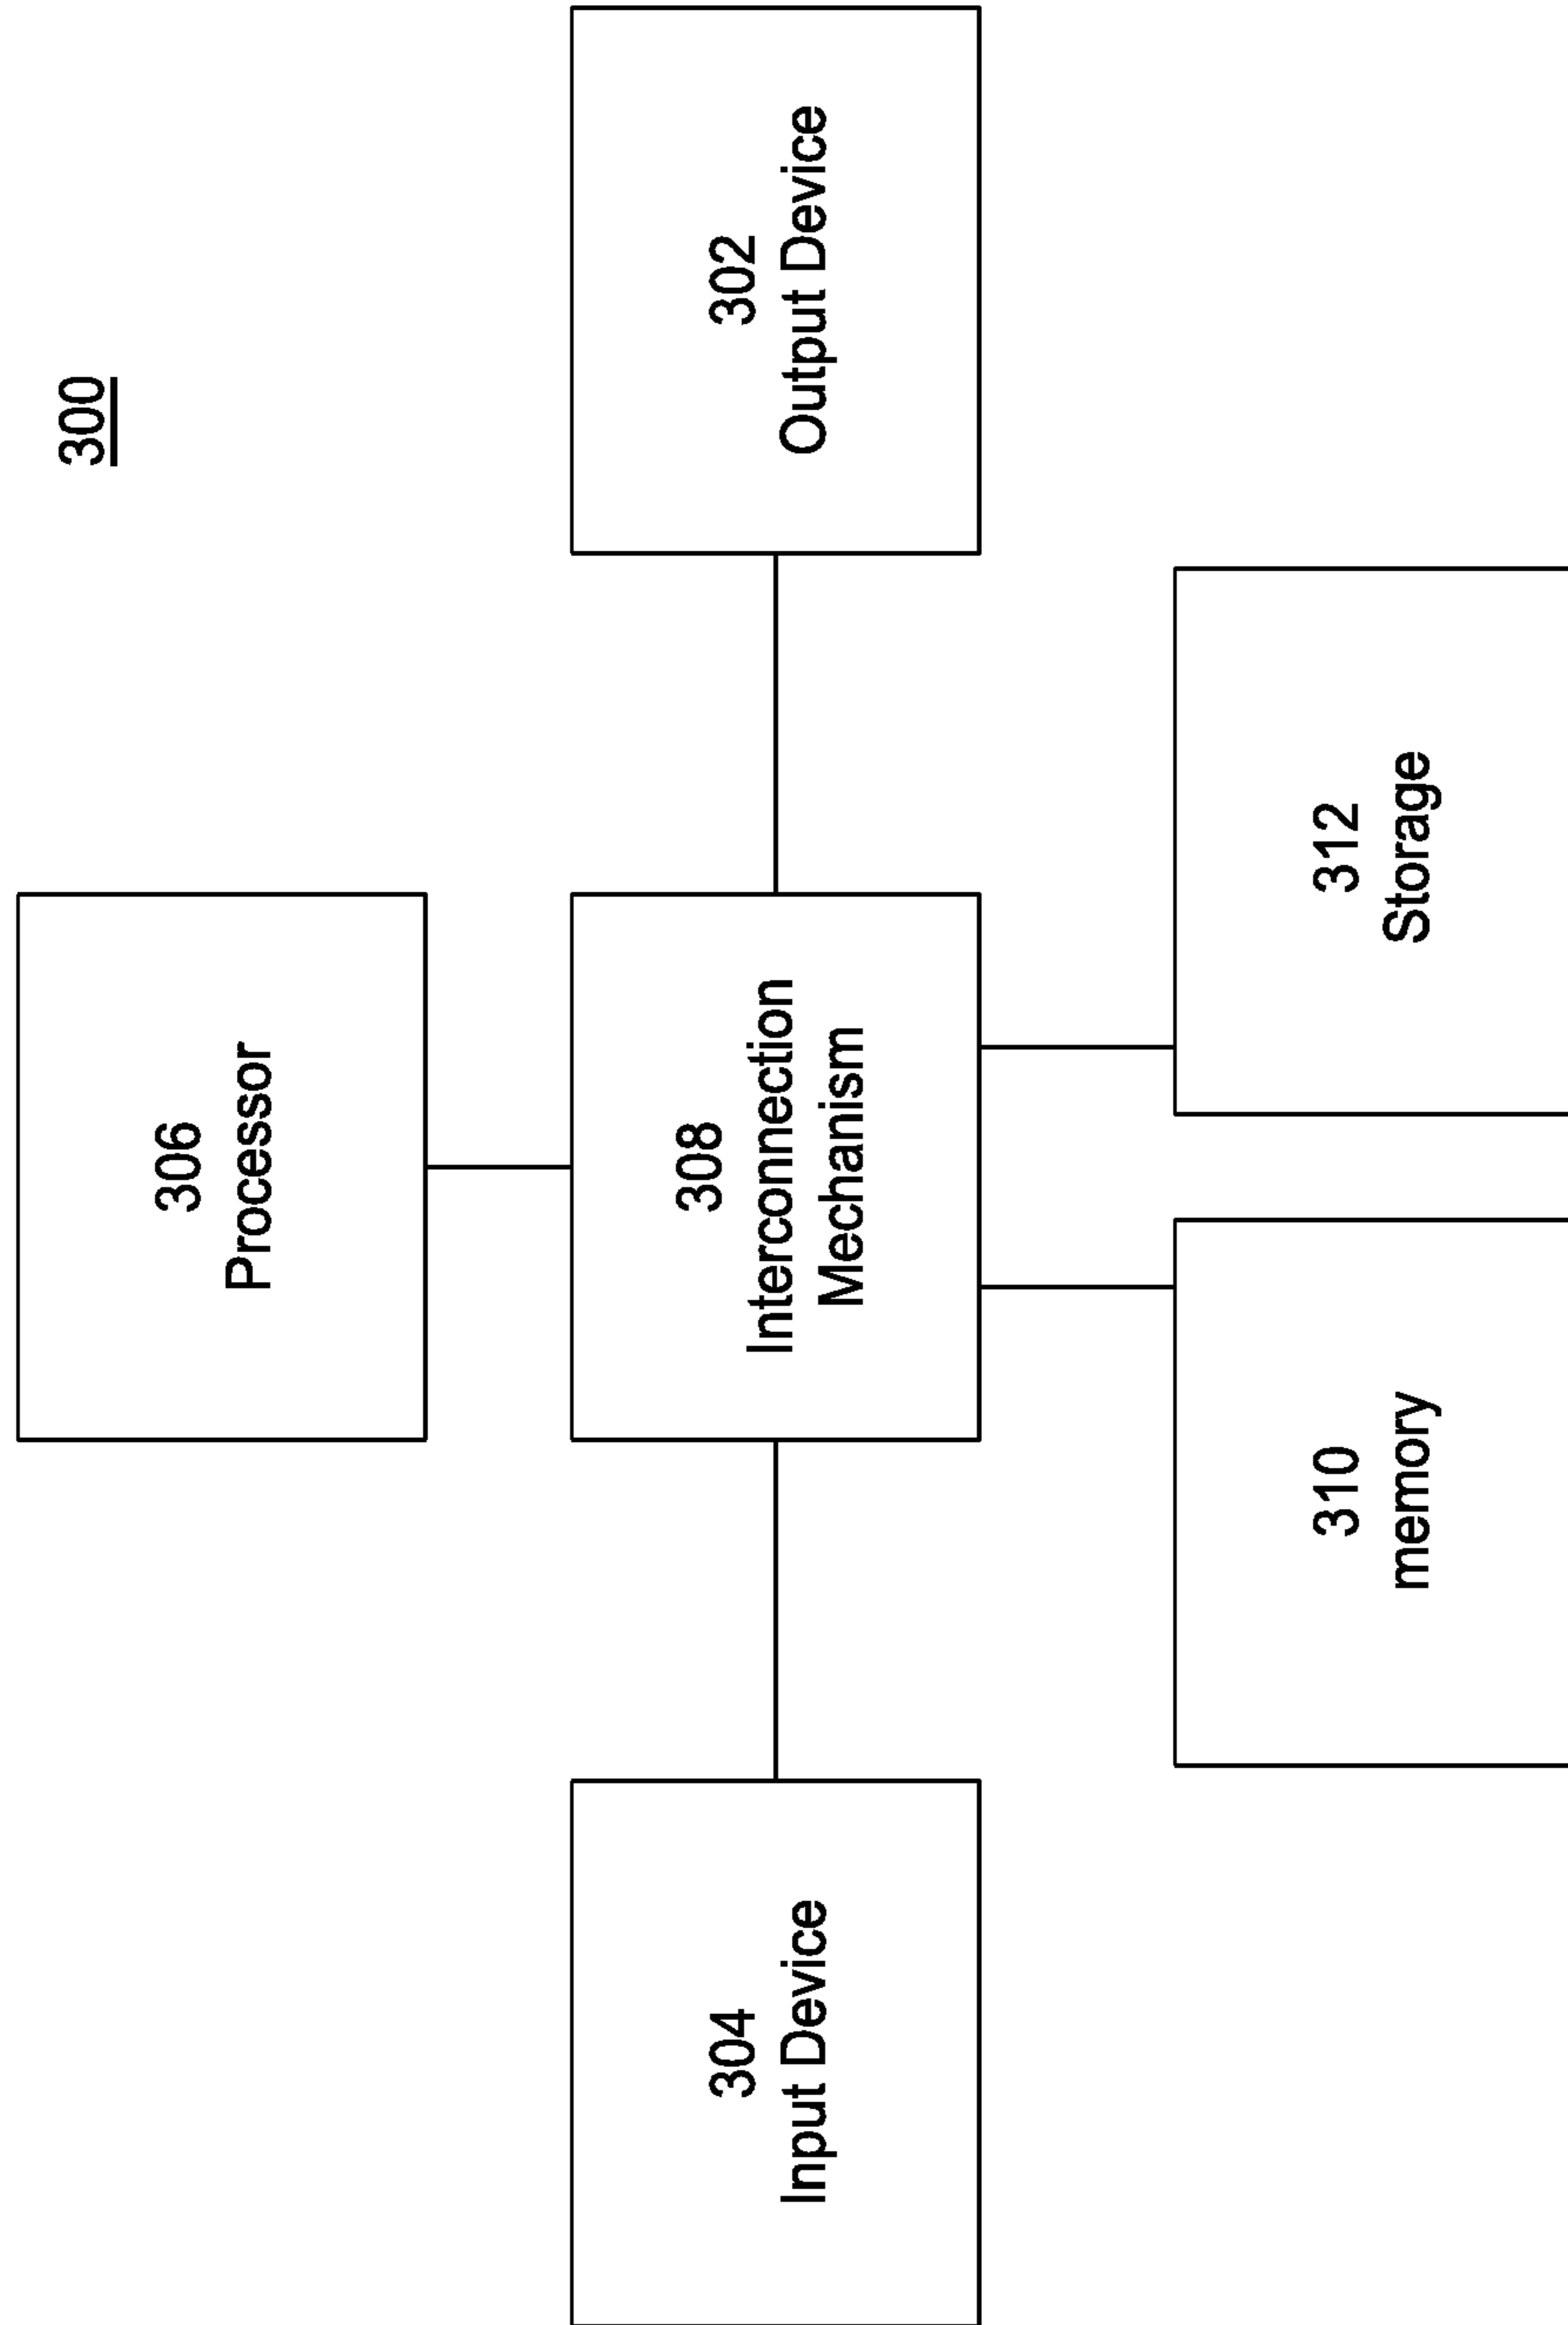 300
306
Processor
304
Input Device
308
Interconnection
Mechanism
302
Output Device
310
memory
312
Storage